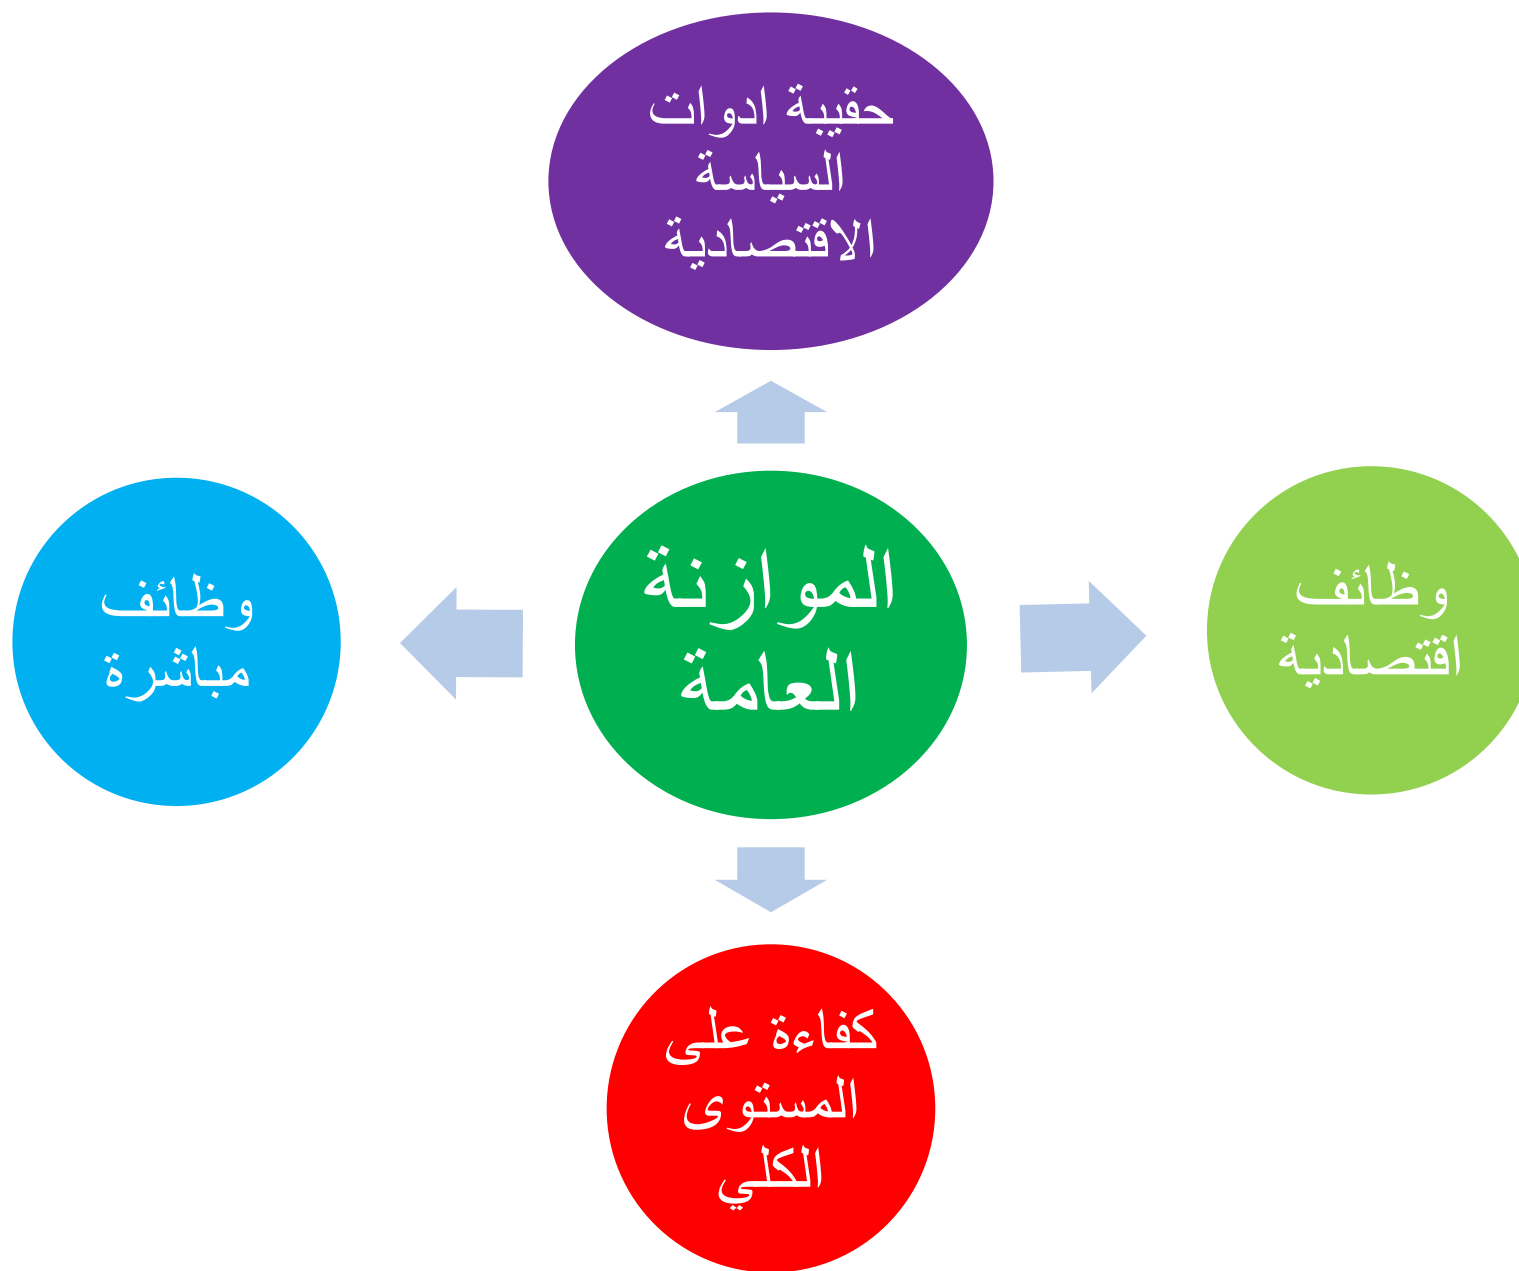 حقيبة ادوات
السياسة
الاقتصادية
وظائف
اقتصادية
الموازنة
العامة
وظائف
مباشرة
كفاءة على
المستوى
الكلي